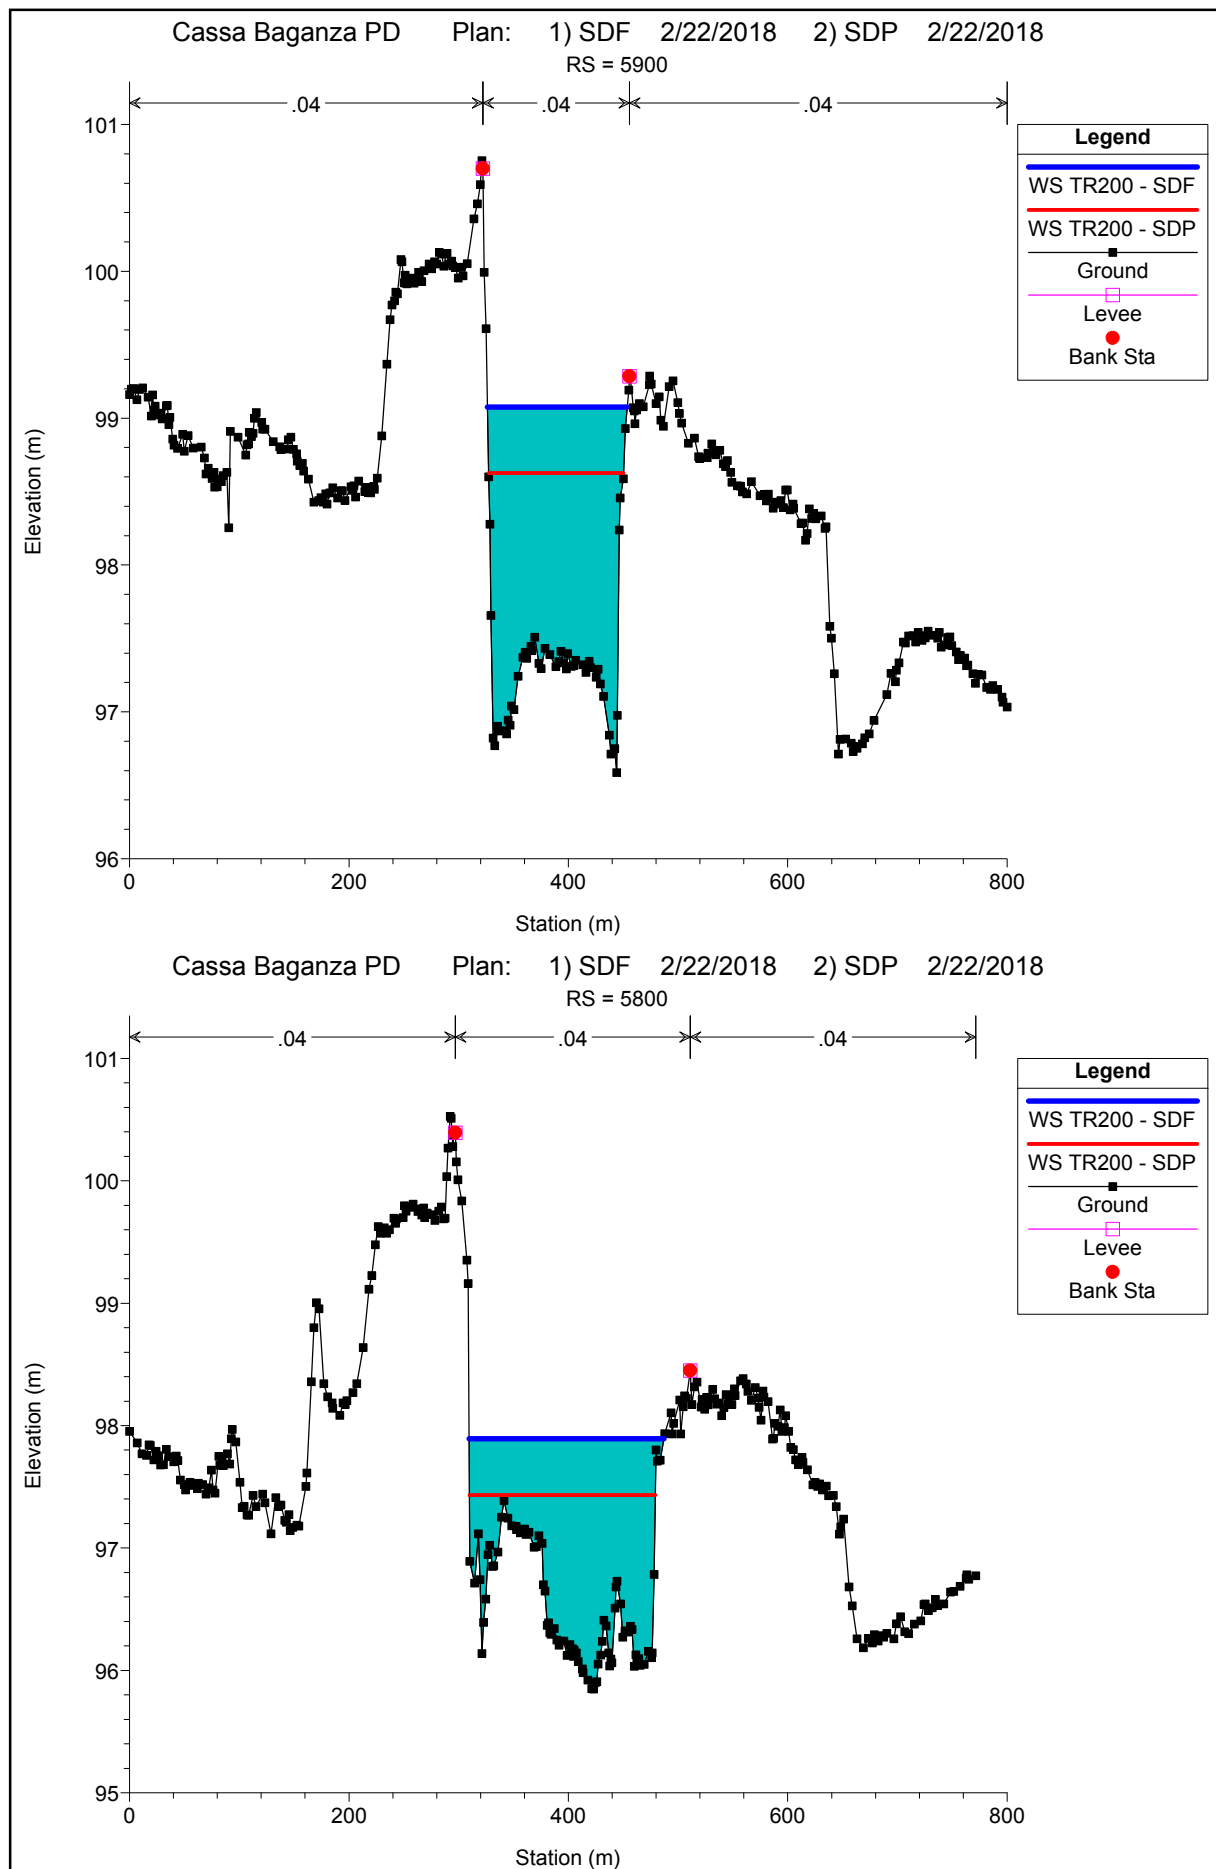 Cassa Baganza PD Plan: 1) SDF 2/22/2018 2) SDP 2/22/2018
RS = 5900
.04 .04 .04
101
100
99
98
97
96
0 200 400 600 800
Station (m)
Elevation (m)
Legend
WS TR200 - SDF
WS TR200 - SDP
Ground
Levee
Bank Sta
Cassa Baganza PD Plan: 1) SDF 2/22/2018 2) SDP 2/22/2018
RS = 5800
.04 .04 .04
101
100
99
98
97
96
95
0 200 400 600 800
Station (m)
Elevation (m)
Legend
WS TR200 - SDF
WS TR200 - SDP
Ground
Levee
Bank Sta